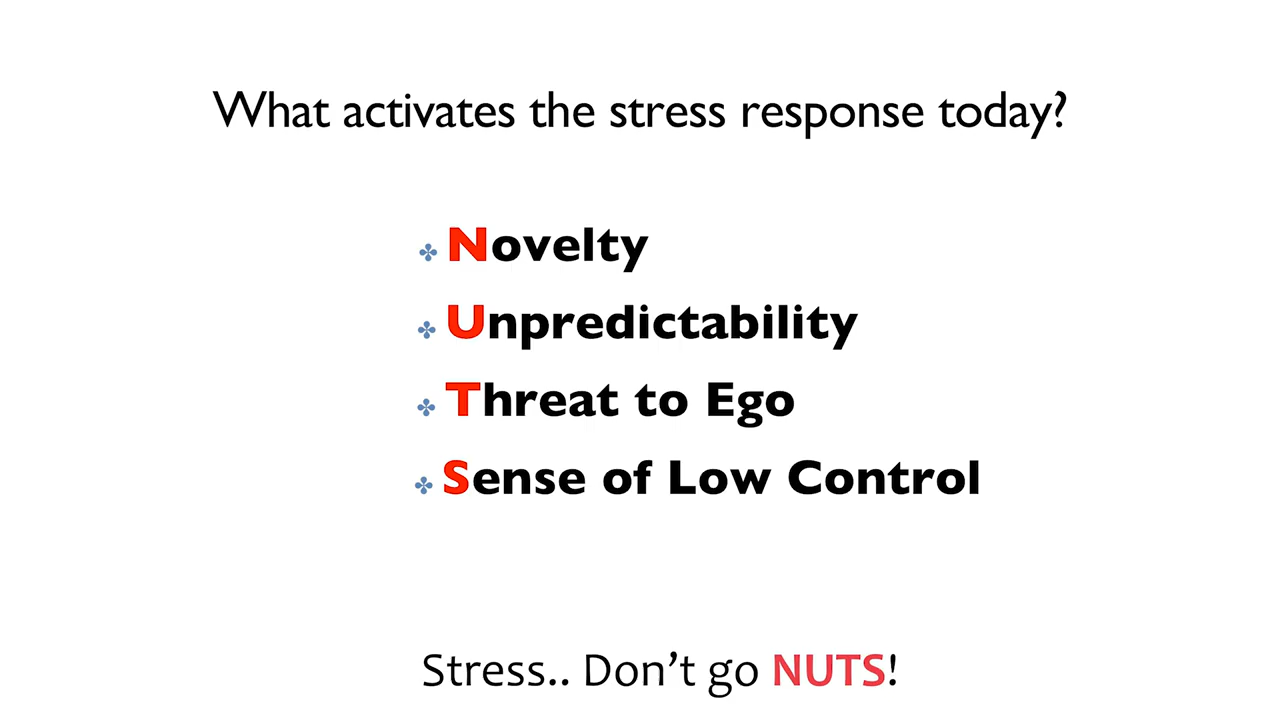 What activates the stress response today?
Novelty
Unpredictability
Threat to Ego
Sense of Low Control
Stress.. Don't go NUTS!